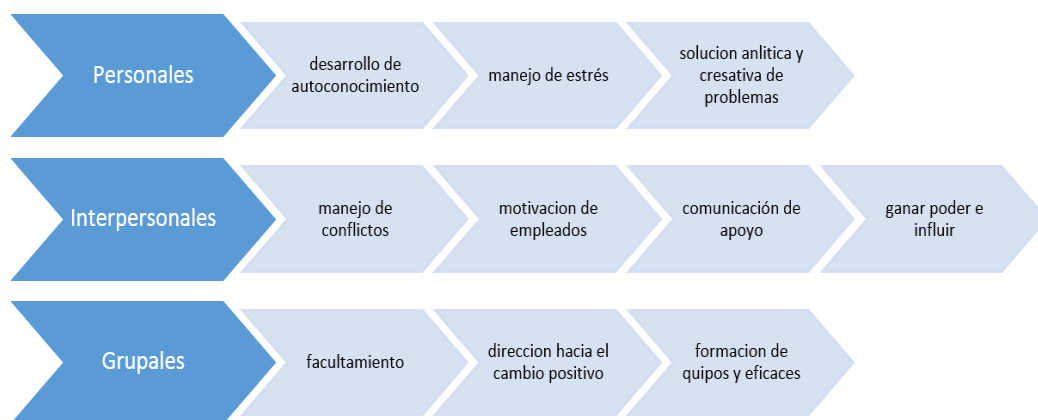 Personales
desarrollo de
autoconocimiento
manejo de estrés
solucion anlitica y
cresativa de
problemas
Interpersonales
manejo de
conflictos
motivacion de
empleados
comunicación de
apoyo
ganar poder e
influir
Grupales
facultamiento
direccion hacia el
cambio positivo
formacion de
quipos y eficaces